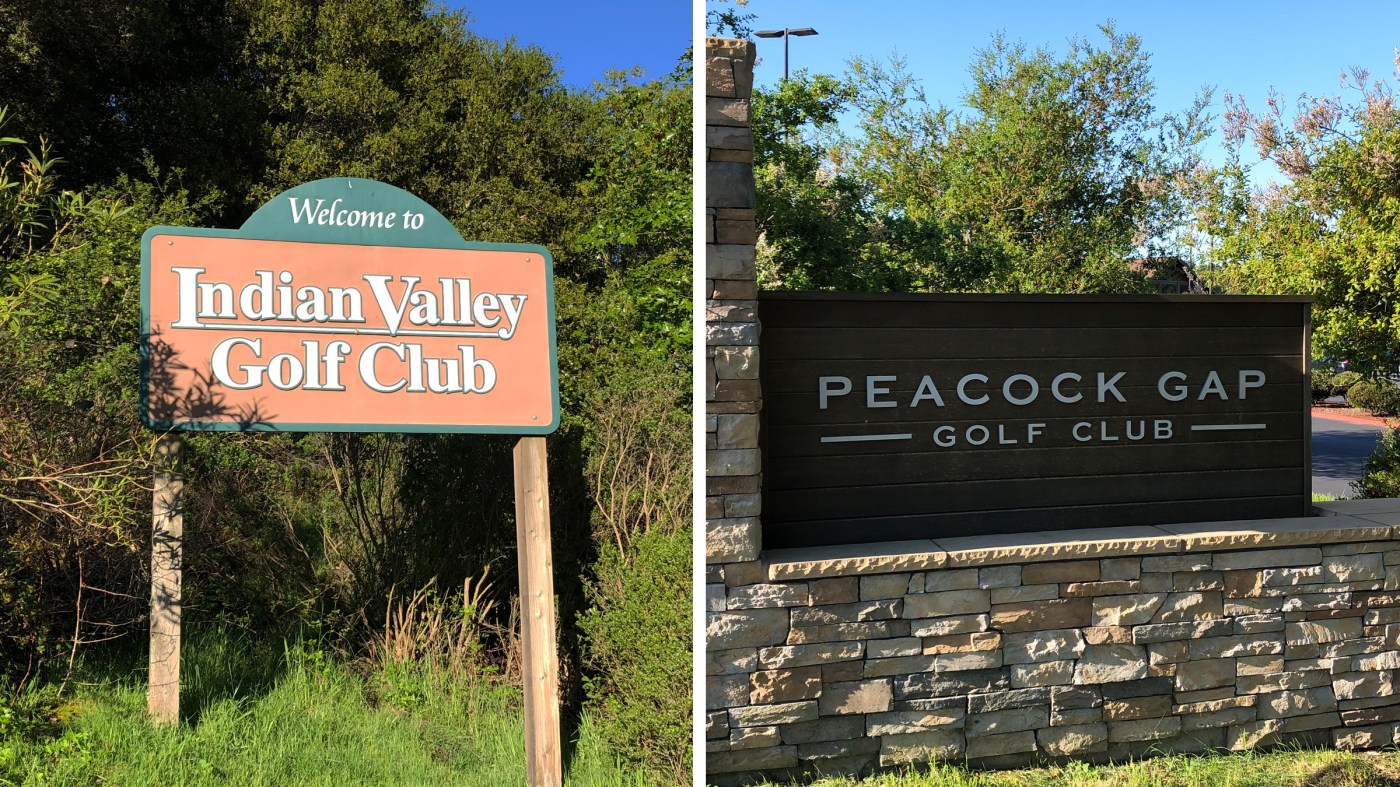 Welcome to
Indian Valley
Golf Club
PEACOCK GAP
GOLF CLUB